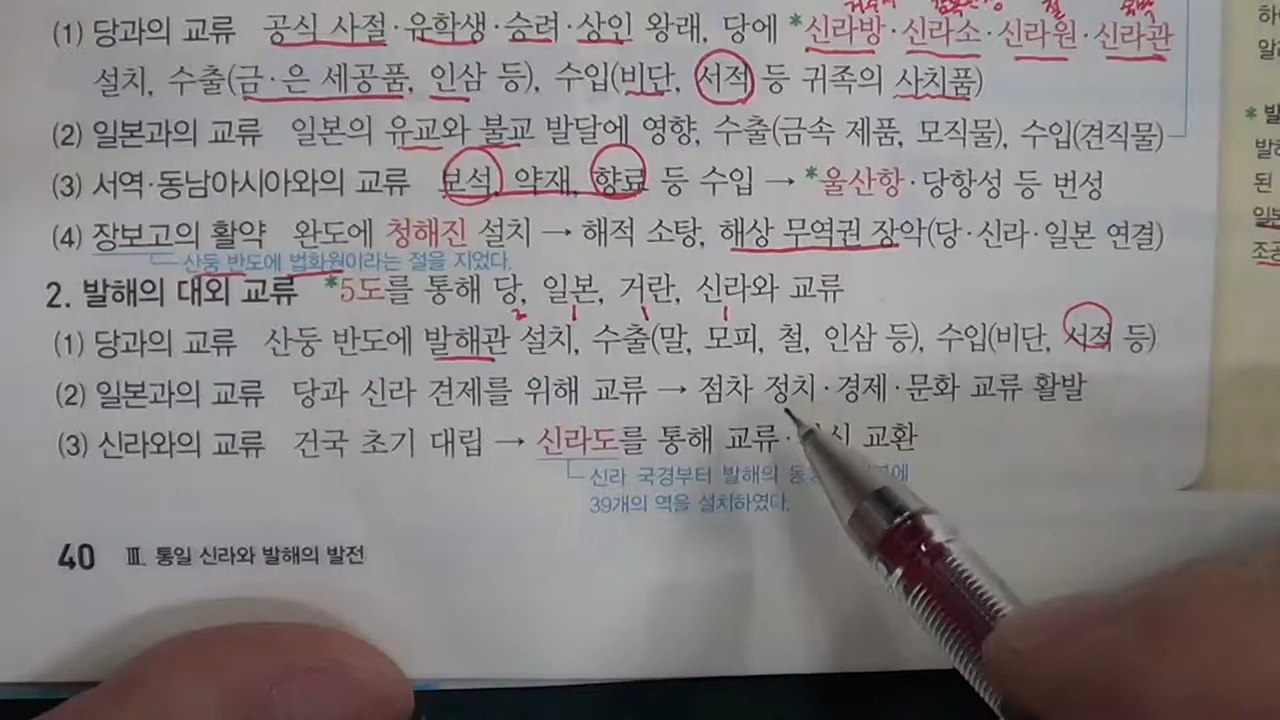 (1) 당과의 교류 공식 사절·유학생·승려·상인 왕래, 당에 *신라방·신라소·신라원·신라관
설치, 수출(금·은 세공품, 인삼 등), 수입(비단, 서적 등 귀족의 사치품)
(2) 일본과의 교류 일본의 유교와 불교 발달에 영향, 수출(금속 제품, 모직물), 수입(견직물)
(3) 서역·동남아시아와의 교류 보석, 약재, 향료 등 수입 → *울산항·당항성 등 번성
(4) 장보고의 활약 완도에 청해진 설치 → 해적 소탕, 해상 무역권 장악(당·신라·일본 연결)
산둥 반도에 법화원이라는 절을 지었다.
2. 발해의 대외 교류 *5도를 통해 당, 일본, 거란, 신라와 교류
2 1 1 1
(1) 당과의 교류 산둥 반도에 발해관 설치, 수출(말, 모피, 철, 인삼 등), 수입(비단, 서적 등)
(2) 일본과의 교류 당과 신라 견제를 위해 교류 → 점차 정치·경제·문화 교류 활발
(3) 신라와의 교류 건국 초기 대립 → 신라도를 통해 교류· 교환
신라 국경부터 발해의
39개의 역을 설치하였다.
40 Ⅲ. 통일 신라와 발해의 발전
* 발
발해
된
일본